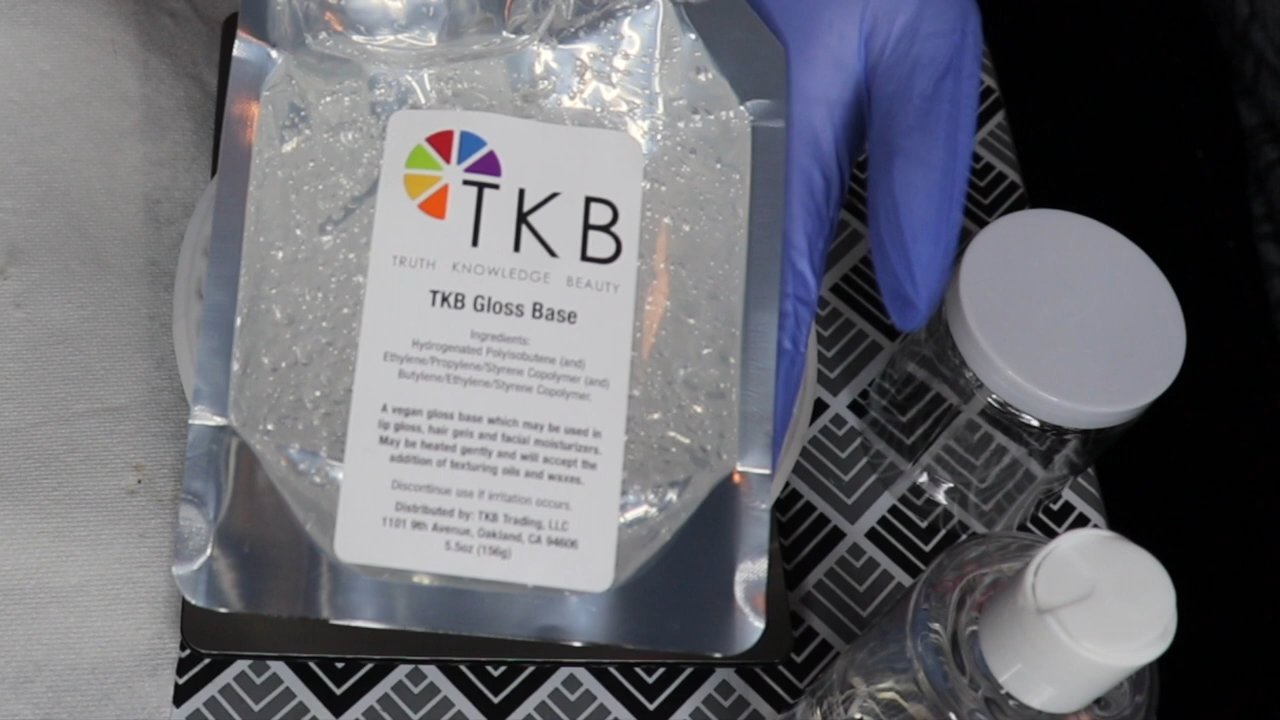 TKB
TRUTH KNOWLEDGE BEAUTY
TKB Gloss Base
Ingredients:
Hydrogenated Polyisobutene (and)
Ethylene/Propylene/Styrene Copolymer (and)
Butylene/Ethylene/Styrene Copolymer.
A vegan gloss base which may be used in
lip gloss, hair gels and facial moisturizers.
May be heated gently and will accept the
addition of texturing oils and waxes.
Discontinue use if irritation occurs.
Distributed by: TKB Trading, LLC
1101 9th Avenue, Oakland, CA 94606
5.5oz (156g)